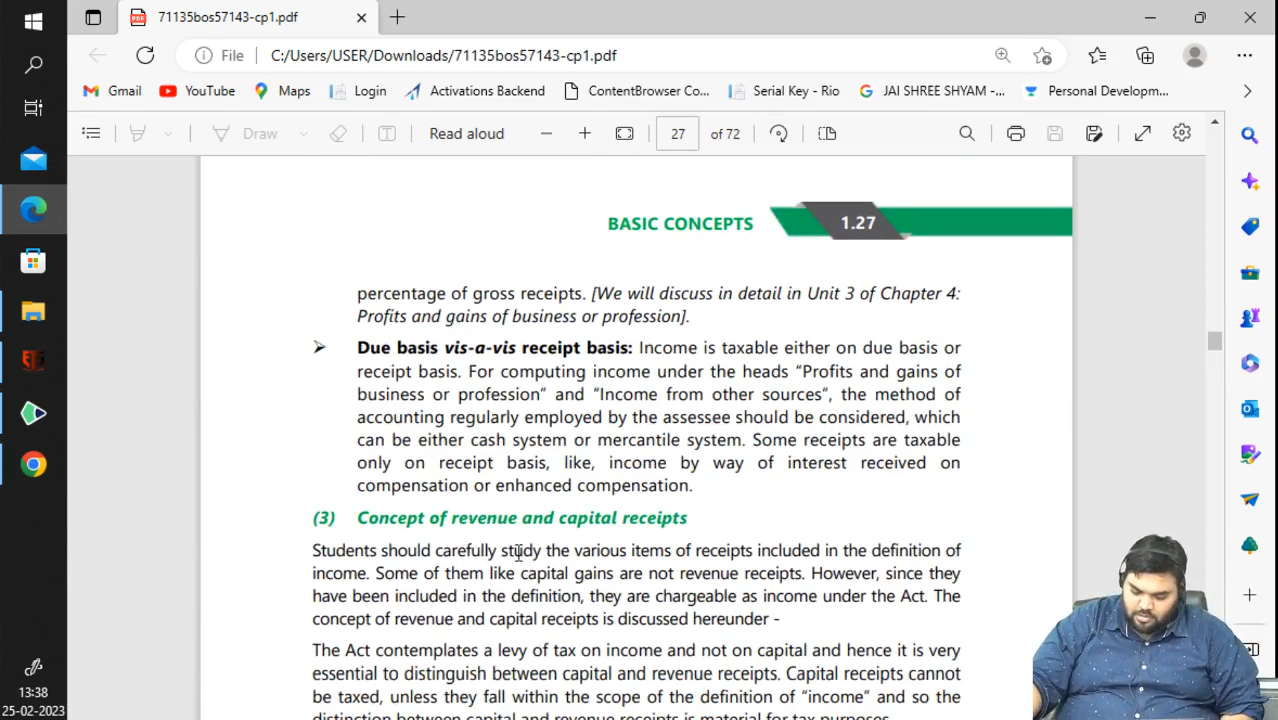 71135bos57143-cp1.pdf
File C:/Users/USER/Downloads/71135bos57143-cp1.pdf
Gmail YouTube Maps Login Activations Backend ContentBrowser Co... Serial Key - Rio JAI SHREE SHYAM -... Personal Developm...
Draw Read aloud 27 of 72
BASIC CONCEPTS 1.27
percentage of gross receipts. [We will discuss in detail in Unit 3 of Chapter 4:
Profits and gains of business or profession].
Due basis vis-a-vis receipt basis: Income is taxable either on due basis or
receipt basis. For computing income under the heads “Profits and gains of
business or profession” and “Income from other sources”, the method of
accounting regularly employed by the assessee should be considered, which
can be either cash system or mercantile system. Some receipts are taxable
only on receipt basis, like, income by way of interest received on
compensation or enhanced compensation.
(3) Concept of revenue and capital receipts
Students should carefully study the various items of receipts included in the definition of
income. Some of them like capital gains are not revenue receipts. However, since they
have been included in the definition, they are chargeable as income under the Act. The
concept of revenue and capital receipts is discussed hereunder -
The Act contemplates a levy of tax on income and not on capital and hence it is very
essential to distinguish between capital and revenue receipts. Capital receipts cannot
be taxed, unless they fall within the scope of the definition of “income” and so the
distinction between capital and revenue receipts is material for tax purposes.
13:38
25-02-2023